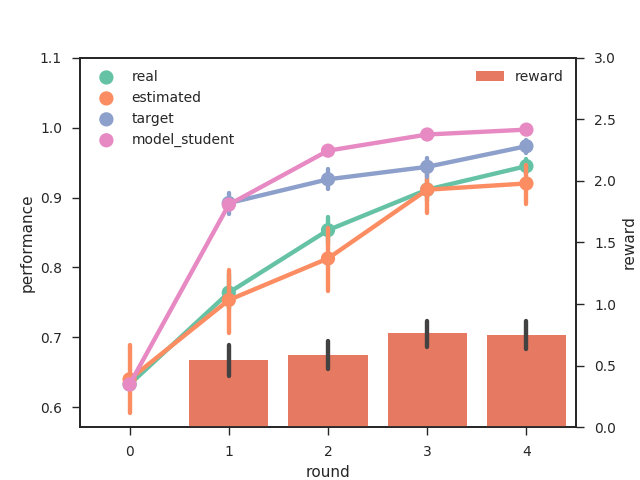 1.1
1.0
0.9
0.8
0.7
0.6
performance
real
estimated
target
model_student
reward
3.0
2.5
2.0
1.5
1.0
0.5
0.0
reward
0 1 2 3 4
round